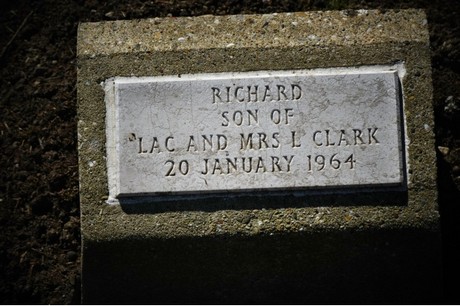 RICHARD
SON OF
LAC AND MRS L CLARK
20 JANUARY 1964